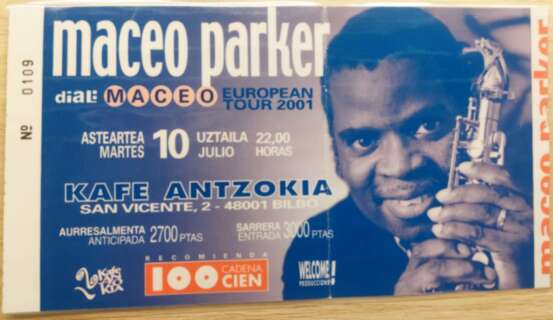 maceo parker
Nº 0109
dial: MACEO EUROPEAN TOUR 2001
ASTEARTEA MARTES 10 UZTAILA JULIO 22,00 HORAS
KAFE ANTZOKIA
SAN VICENTE, 2 - 48001 BILBO
AURRESALMENTA ANTICIPADA 2700 PTAS
SARRERA ENTRADA 3000 PTAS
RECOMIENDA
100 CADENA CIEN
WELCOME!
PRODUCCIONES
maceo parker